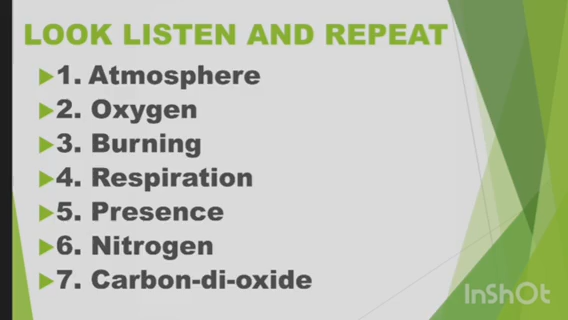 LOOK LISTEN AND REPEAT
1. Atmosphere
2. Oxygen
3. Burning
4. Respiration
5. Presence
6. Nitrogen
7. Carbon-di-oxide
InShOt